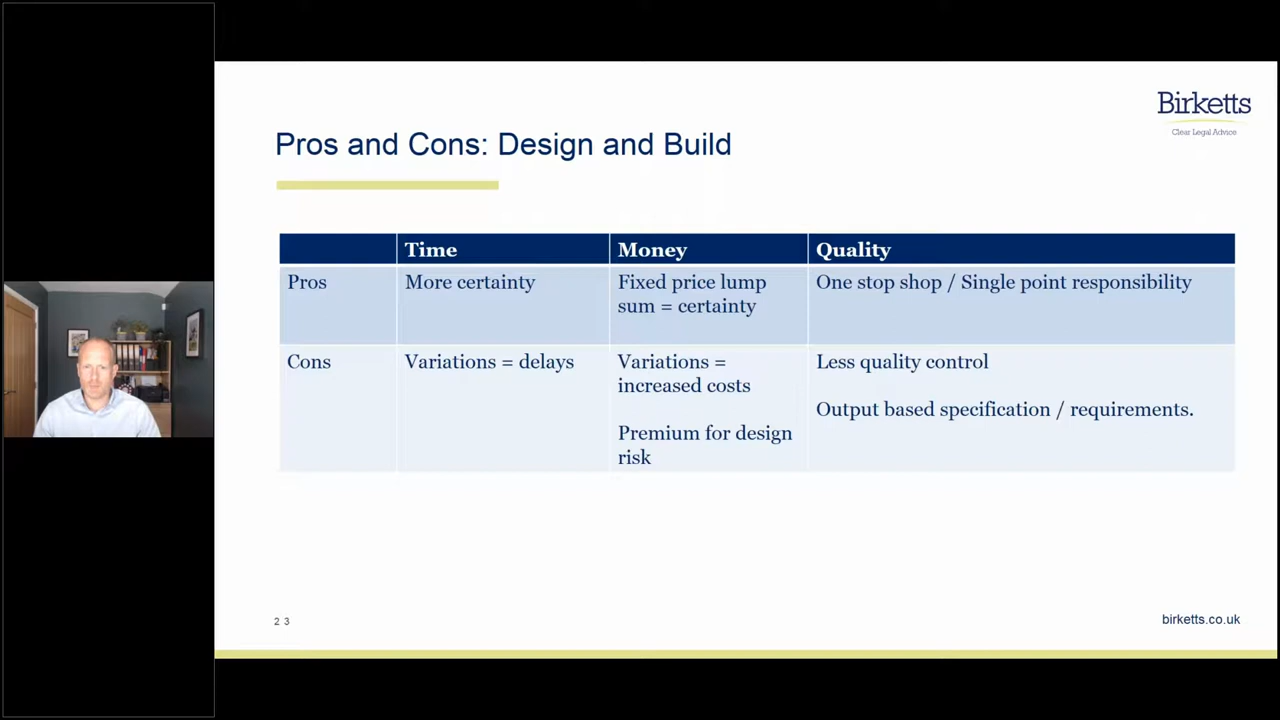 Birketts
Clear Legal Advice
Pros and Cons: Design and Build
Time
Money
Quality
Pros
More certainty
Fixed price lump
sum = certainty
One stop shop / Single point responsibility
Cons
Variations = delays
Variations =
increased costs
Premium for design
risk
Less quality control
Output based specification / requirements.
23
birketts.co.uk